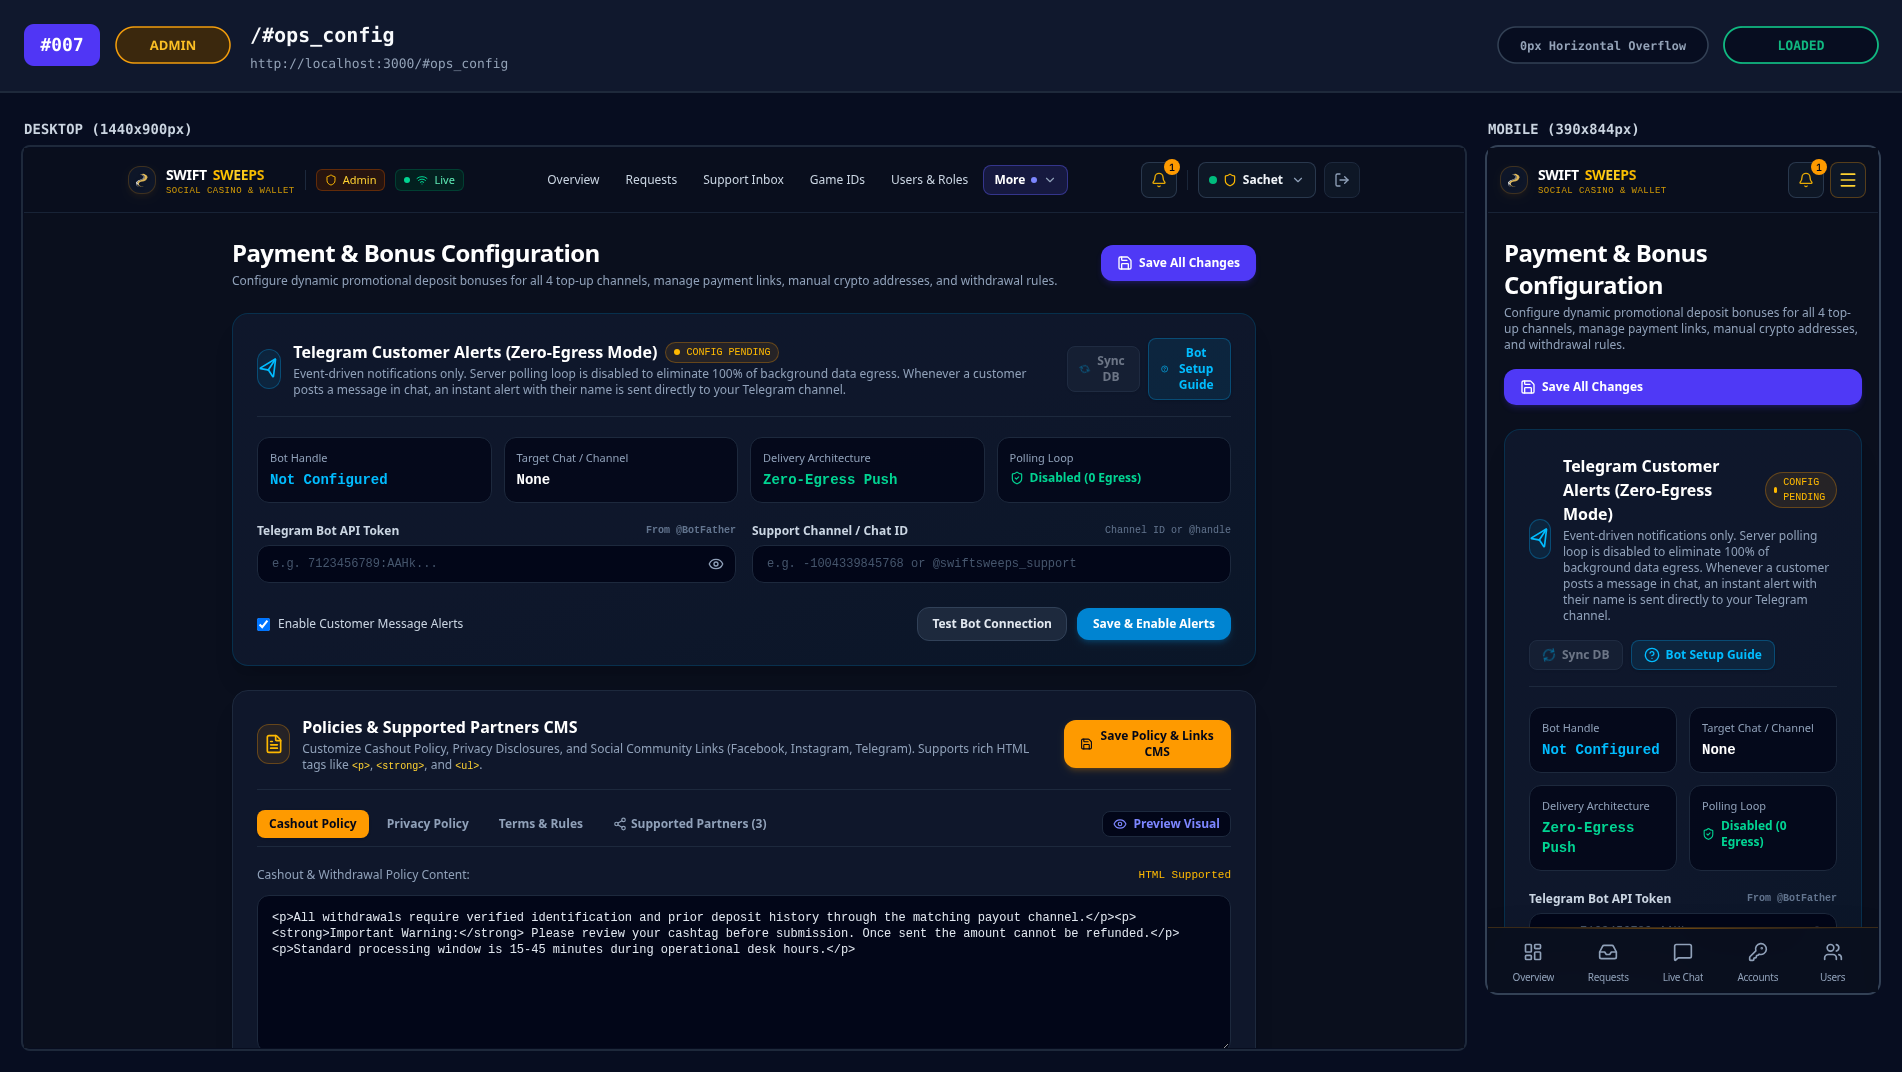 #007
ADMIN
/#ops_config
http://localhost:3000/#ops_config
0px Horizontal Overflow
LOADED
DESKTOP (1440x900px)
SWIFT SWEEPS
SOCIAL CASINO & WALLET
Admin
Live
Overview
Requests
Support Inbox
Game IDs
Users & Roles
More
1
Sachet
Payment & Bonus Configuration
Configure dynamic promotional deposit bonuses for all 4 top-up channels, manage payment links, manual crypto addresses, and withdrawal rules.
Save All Changes
Telegram Customer Alerts (Zero-Egress Mode)
CONFIG PENDING
Event-driven notifications only. Server polling loop is disabled to eliminate 100% of background data egress. Whenever a customer
posts a message in chat, an instant alert with their name is sent directly to your Telegram channel.
Sync
DB
Bot
Setup
Guide
Bot Handle
Not Configured
Target Chat / Channel
None
Delivery Architecture
Zero-Egress Push
Polling Loop
Disabled (0 Egress)
Telegram Bot API Token
From @BotFather
e.g. 7123456789:AAHk...
Support Channel / Chat ID
Channel ID or @handle
e.g. -1004339845768 or @swiftsweeps_support
Enable Customer Message Alerts
Test Bot Connection
Save & Enable Alerts
Policies & Supported Partners CMS
Customize Cashout Policy, Privacy Disclosures, and Social Community Links (Facebook, Instagram, Telegram). Supports rich HTML
tags like <p>, <strong>, and <ul>.
Save Policy & Links
CMS
Cashout Policy
Privacy Policy
Terms & Rules
Supported Partners (3)
Preview Visual
Cashout & Withdrawal Policy Content:
HTML Supported
<p>All withdrawals require verified identification and prior deposit history through the matching payout channel.</p><p>
<strong>Important Warning:</strong> Please review your cashtag before submission. Once sent the amount cannot be refunded.</p>
<p>Standard processing window is 15-45 minutes during operational desk hours.</p>
MOBILE (390x844px)
SWIFT SWEEPS
SOCIAL CASINO & WALLET
1
Payment & Bonus
Configuration
Configure dynamic promotional deposit bonuses for all 4 top-
up channels, manage payment links, manual crypto addresses,
and withdrawal rules.
Save All Changes
Telegram Customer
Alerts (Zero-Egress
Mode)
CONFIG
PENDING
Event-driven notifications only. Server polling
loop is disabled to eliminate 100% of
background data egress. Whenever a customer
posts a message in chat, an instant alert with
their name is sent directly to your Telegram
channel.
Sync DB
Bot Setup Guide
Bot Handle
Not Configured
Target Chat / Channel
None
Delivery Architecture
Zero-Egress
Push
Polling Loop
Disabled (0
Egress)
Telegram Bot API Token
From @BotFather
Overview
Requests
Live Chat
Accounts
Users